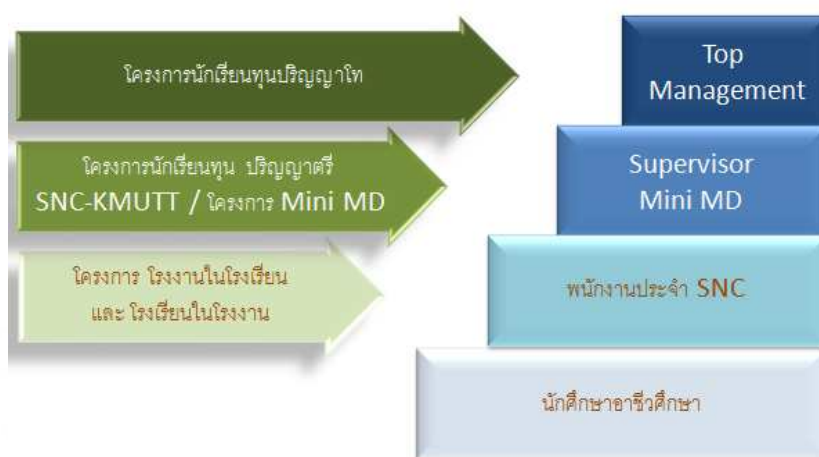 โครงการนักเรียนทุนปริญญาโท
Top
Management
โครงการนักเรียนทุน ปริญญาตรี
SNC-KMUTT / โครงการ Mini MD
Supervisor
Mini MD
โครงการ โรงงานในโรงเรียน
และ โรงเรียนในโรงงาน
พนักงานประจำ SNC
นักศึกษาอาชีวศึกษา